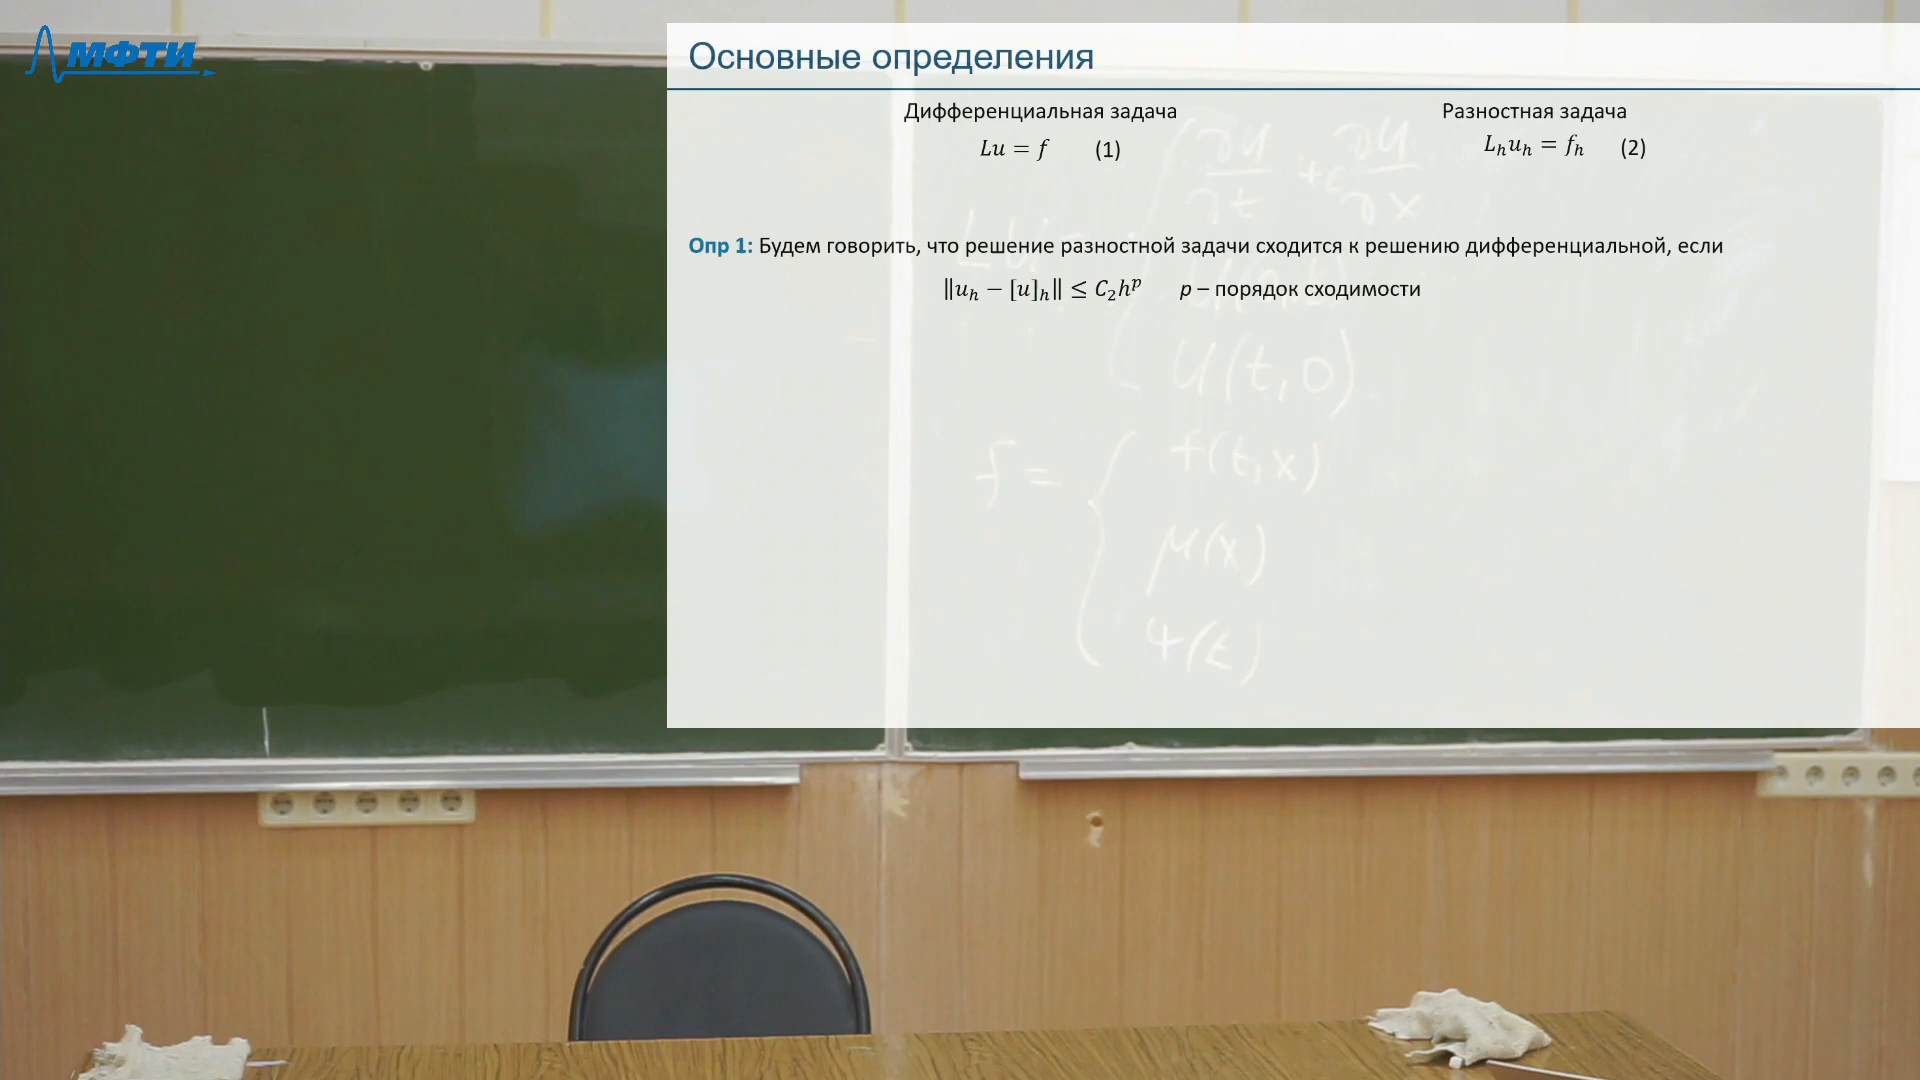 МФТИ
Основные определения
Дифференциальная задача
Lu = f (1)
Разностная задача
L_h u_h = f_h (2)
Опр 1: Будем говорить, что решение разностной задачи сходится к решению дифференциальной, если
‖u_h − [u]_h‖ ≤ C_2 h^p p – порядок сходимости
∂u/∂t + c ∂u/∂x
u(t,0)
f =
f(t,x)
μ(x)
ψ(t)